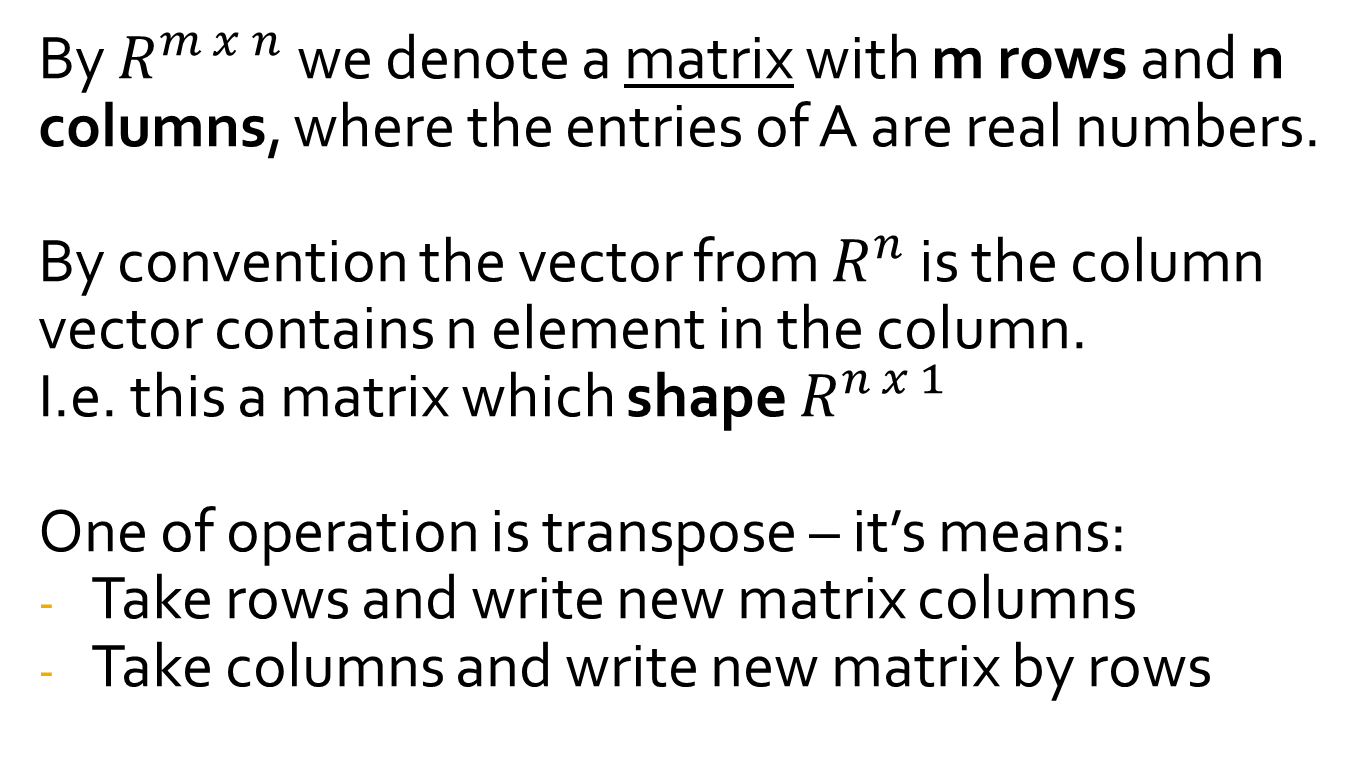 By R^{m x n} we denote a matrix with m rows and n
columns, where the entries of A are real numbers.
By convention the vector from R^n is the column
vector contains n element in the column.
I.e. this a matrix which shape R^{n x 1}
One of operation is transpose – it’s means:
- Take rows and write new matrix columns
- Take columns and write new matrix by rows